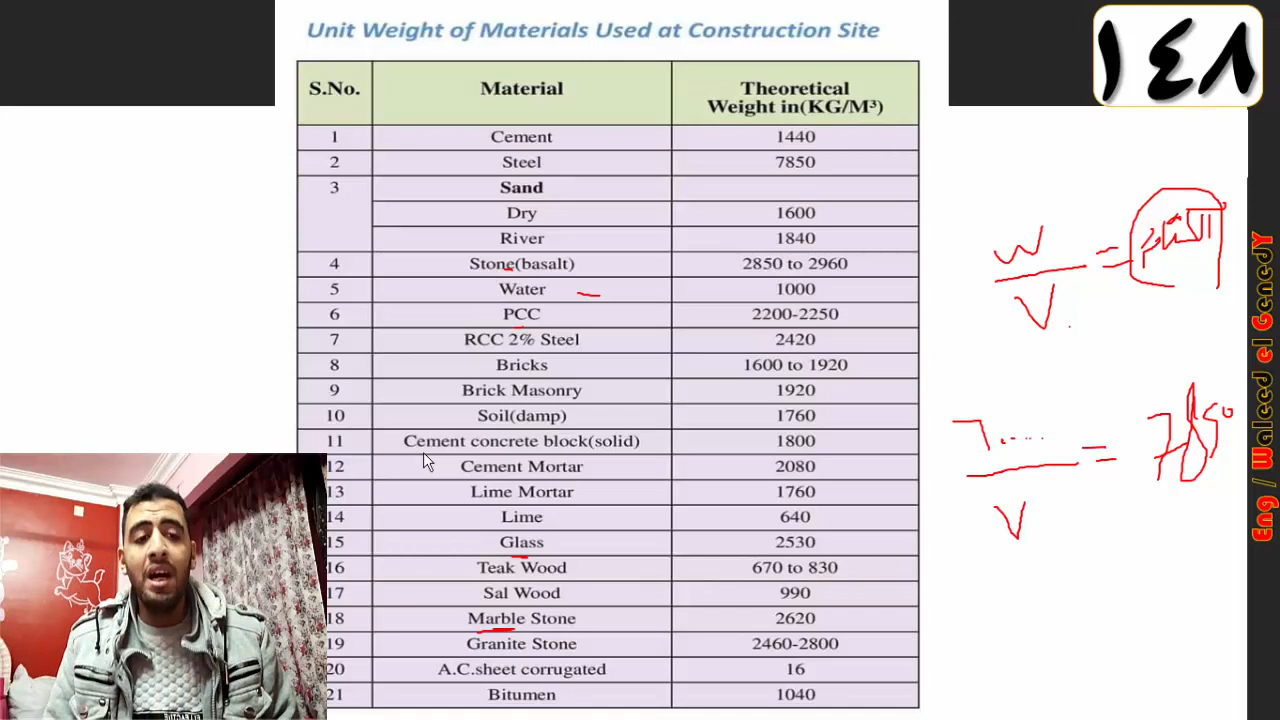 Unit Weight of Materials Used at Construction Site
١٤٨
S.No. Material Theoretical Weight in(KG/M³)
1 Cement 1440
2 Steel 7850
3 Sand
Dry 1600
River 1840
4 Stone(basalt) 2850 to 2960
5 Water 1000
6 PCC 2200-2250
7 RCC 2% Steel 2420
8 Bricks 1600 to 1920
9 Brick Masonry 1920
10 Soil(damp) 1760
11 Cement concrete block(solid) 1800
12 Cement Mortar 2080
13 Lime Mortar 1760
14 Lime 640
15 Glass 2530
16 Teak Wood 670 to 830
17 Sal Wood 990
18 Marble Stone 2620
19 Granite Stone 2460-2800
20 A.C.sheet corrugated 16
21 Bitumen 1040
W
V
=
V
= 7850
Eng / Waleed el GenedY